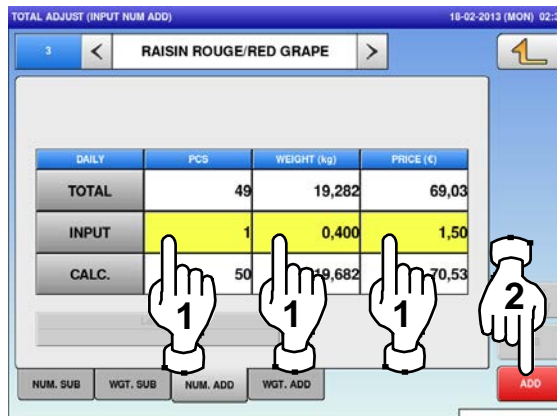 TOTAL ADJUST (INPUT NUM ADD) 18-02-2013 (MON) 02:
3 < RAISIN ROUGE/RED GRAPE >
DAILY PCS WEIGHT (kg) PRICE (€)
TOTAL 49 19,282 69,03
INPUT 1 0,400 1,50
CALC. 50 19,682 70,53
1 1 1 2
NUM. SUB WGT. SUB NUM. ADD WGT. ADD ADD